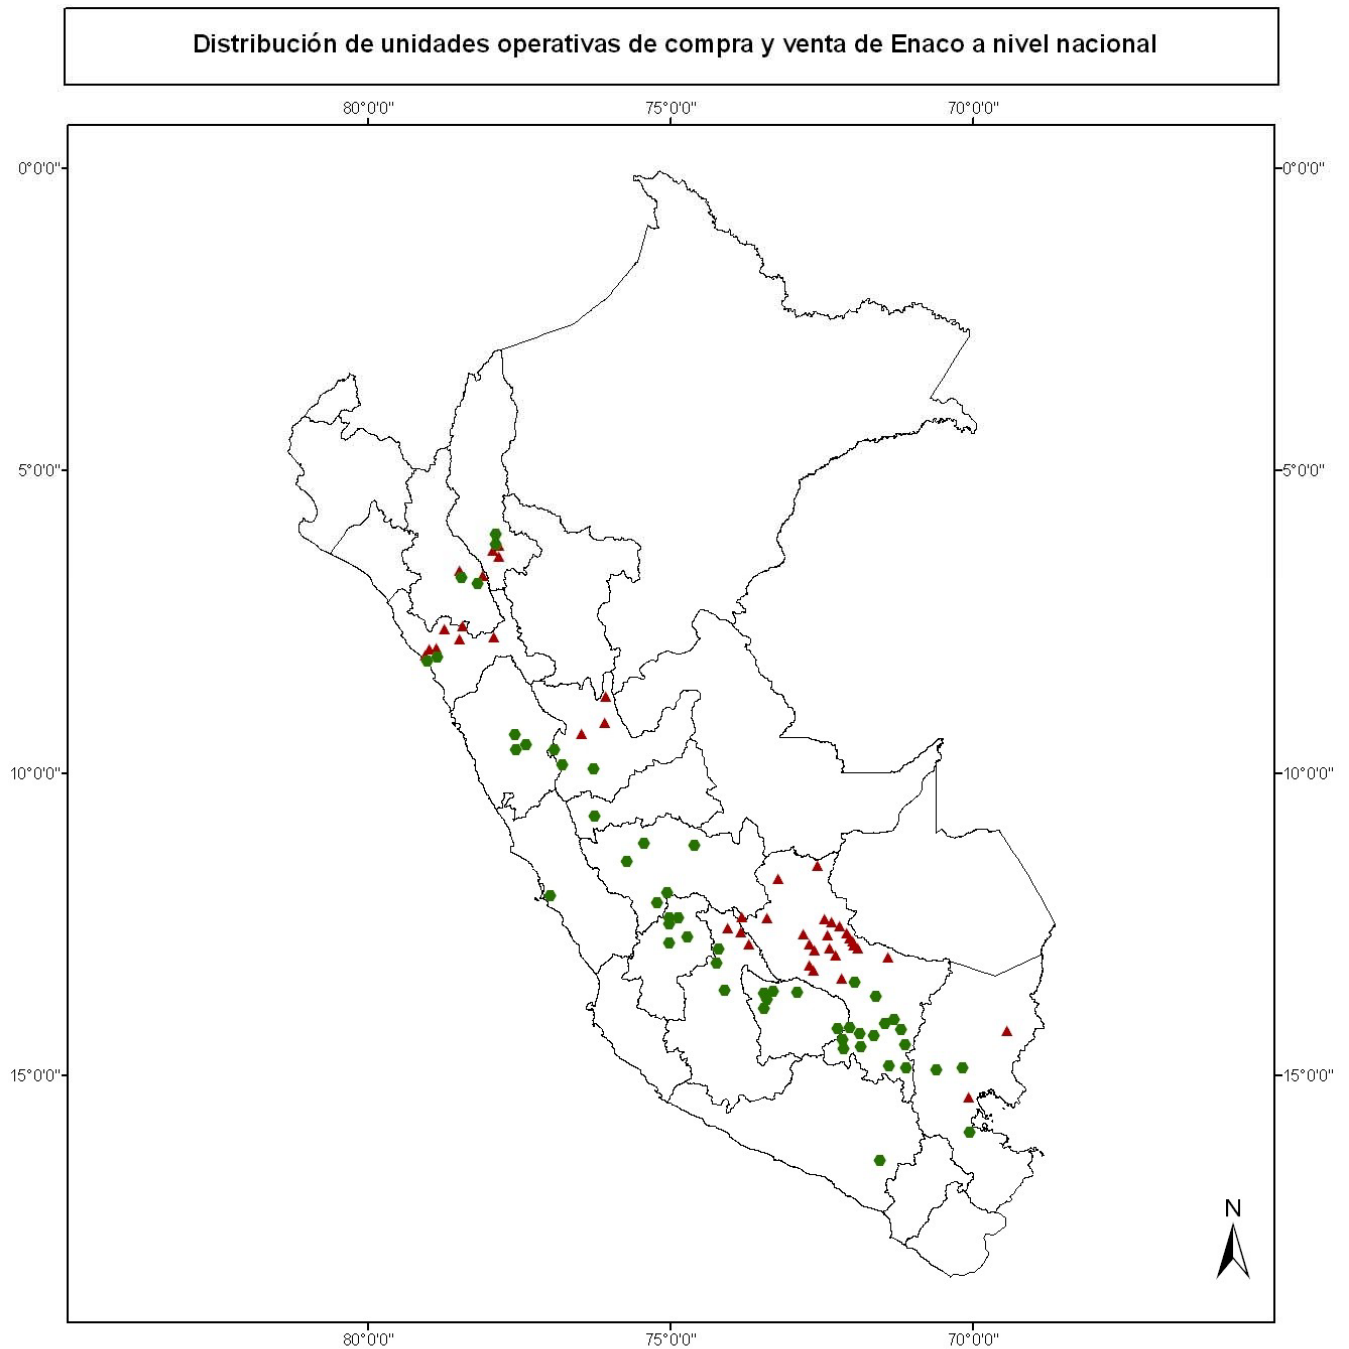 Distribución de unidades operativas de compra y venta de Enaco a nivel nacional
80°0'0" 75°0'0" 70°0'0"
0°0'0" 0°0'0"
5°0'0" 5°0'0"
10°0'0" 10°0'0"
15°0'0" 15°0'0"
N
80°0'0" 75°0'0" 70°0'0"